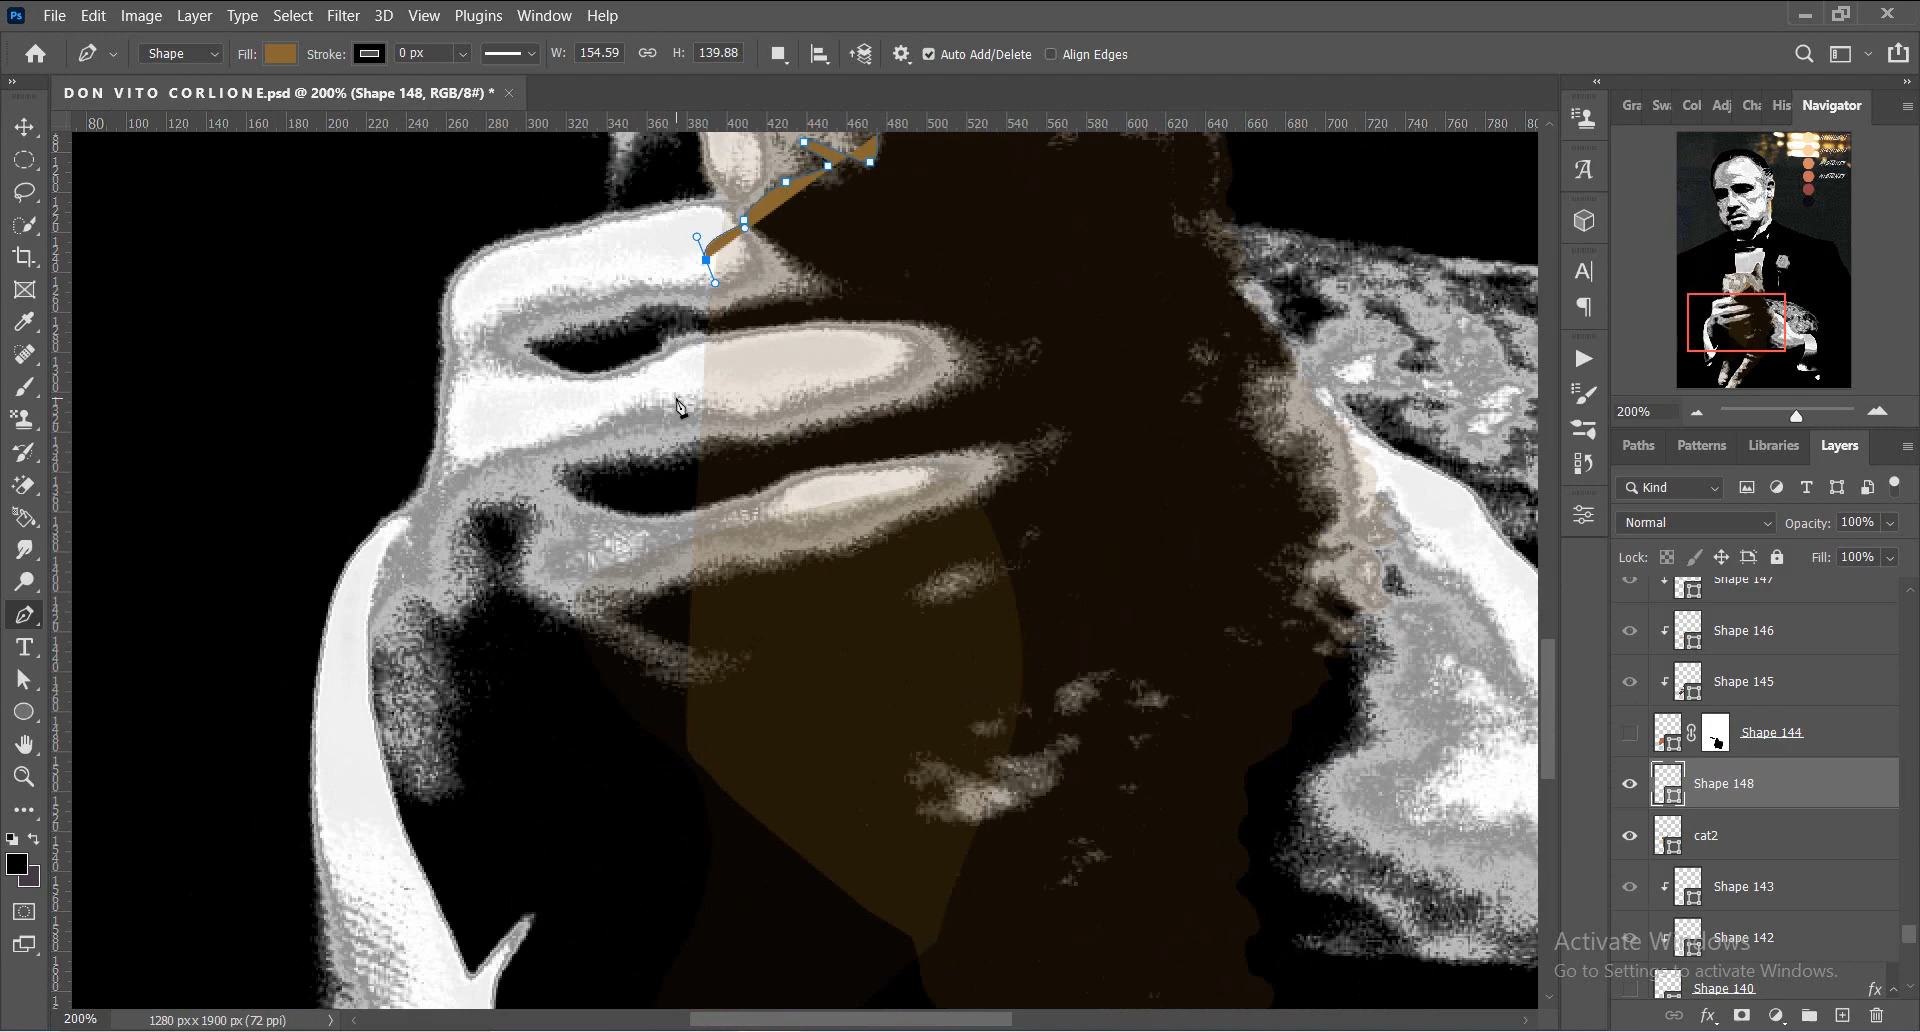 File Edit Image Layer Type Select Filter 3D View Plugins Window Help
Shape Fill: Stroke: 0 px W: 154.59 H: 139.88 Auto Add/Delete Align Edges
DON VITO CORLIONE.psd @ 200% (Shape 148, RGB/8#) *
Gra Swa Col Adj Cha His Navigator
80 100 120 140 160 180 200 220 240 260 280 300 320 340 360 380 400 420 440 460 480 500 520 540 560 580 600 620 640 660 680 700 720 740 760 780 80
200%
Paths Patterns Libraries Layers
Kind
Normal Opacity: 100%
Lock: Fill: 100%
Shape 147
Shape 146
Shape 145
Shape 144
Shape 148
cat2
Shape 143
Shape 142
Shape 140 fx
Activate Windows
Go to Settings to activate Windows.
200% 1280 px x 1900 px (72 ppi)